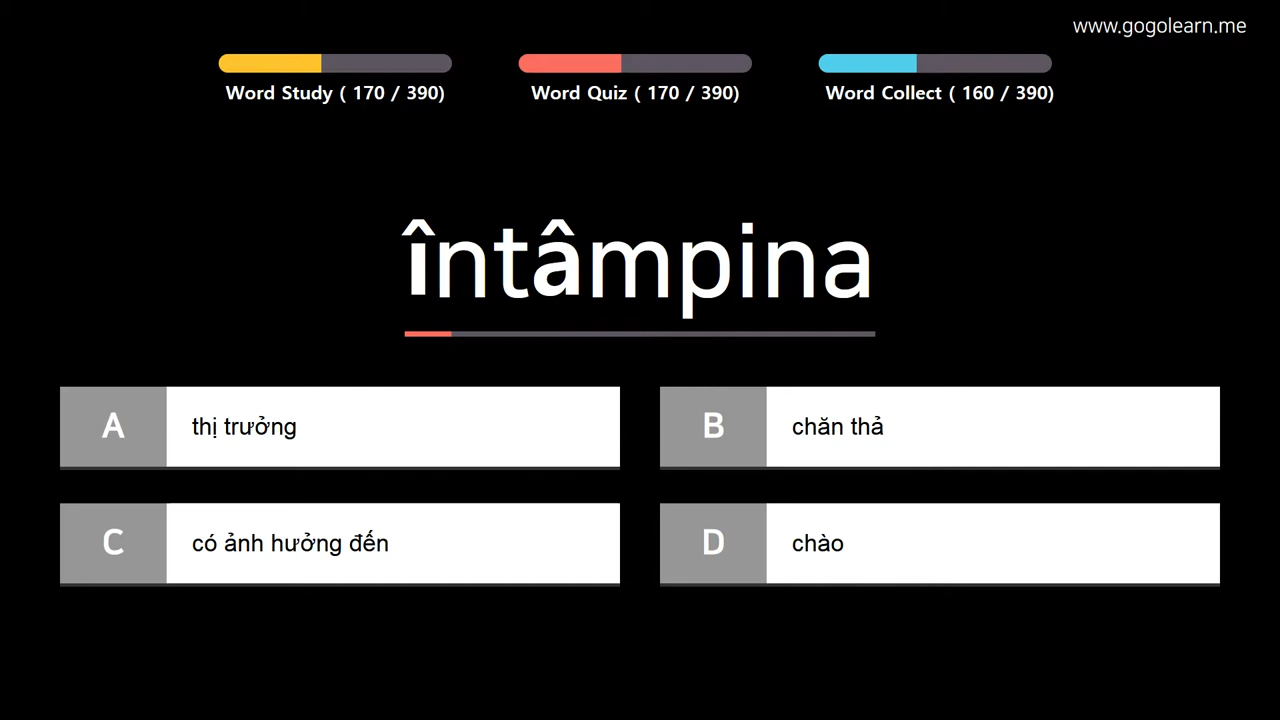 www.gogolearn.me
Word Study ( 170 / 390)
Word Quiz ( 170 / 390)
Word Collect ( 160 / 390)
întâmpina
A thị trưởng
B chăn thả
C có ảnh hưởng đến
D chào